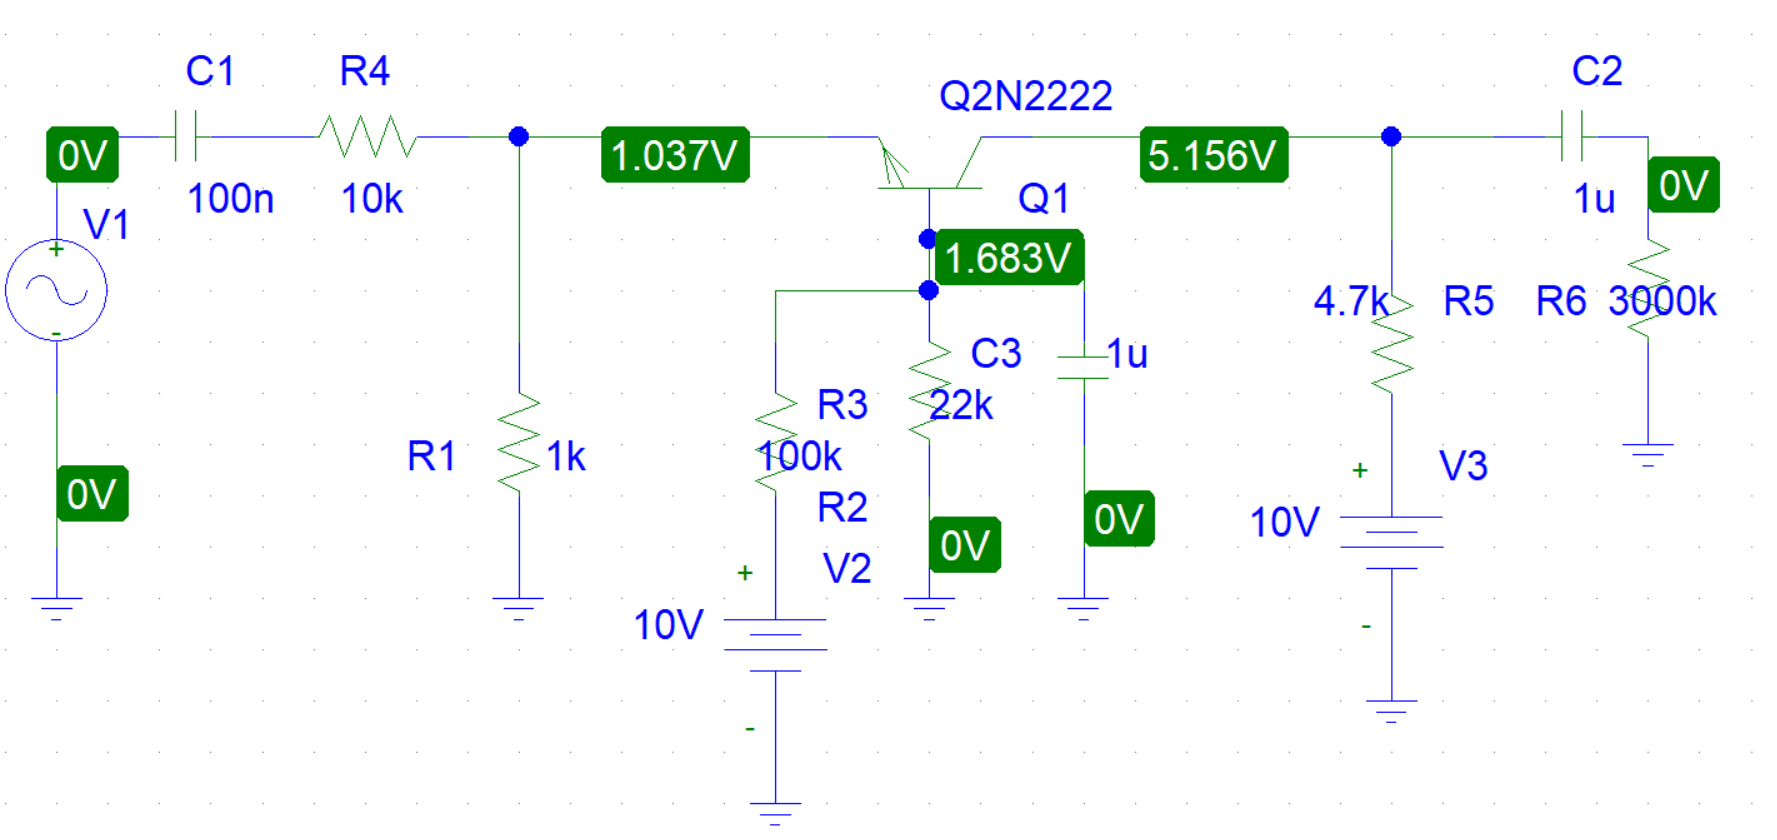 C1
R4
Q2N2222
C2
0V
1.037V
5.156V
0V
100n
10k
Q1
1u
V1
+
1.683V
-
4.7k
R5
R6
3000k
C3
1u
R3
22k
R1
1k
100k
+
V3
0V
R2
0V
10V
0V
+
V2
10V
-
-